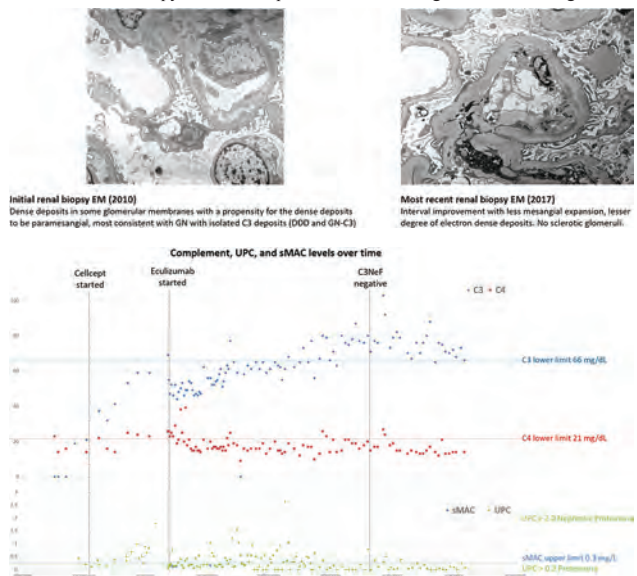 Initial renal biopsy EM (2010)
Dense deposits in some glomerular membranes with a propensity for the dense deposits
to be paramesangial, most consistent with GN with isolated C3 deposits (DDD and GN-C3)
Most recent renal biopsy EM (2017)
Interval improvement with less mesangial expansion, lesser
degree of electron dense deposits. No sclerotic glomeruli.
Complement, UPC, and sMAC levels over time
Cellcept
started
Eculizumab
started
C3NeF
negative
C3 C4
C3 lower limit 66 mg/dL
C4 lower limit 21 mg/dL
sMAC UPC
UPC > 2.0 Nephrotic Proteinuria
sMAC upper limit 0.3 mg/L
UPC > 0.2 Proteinuria